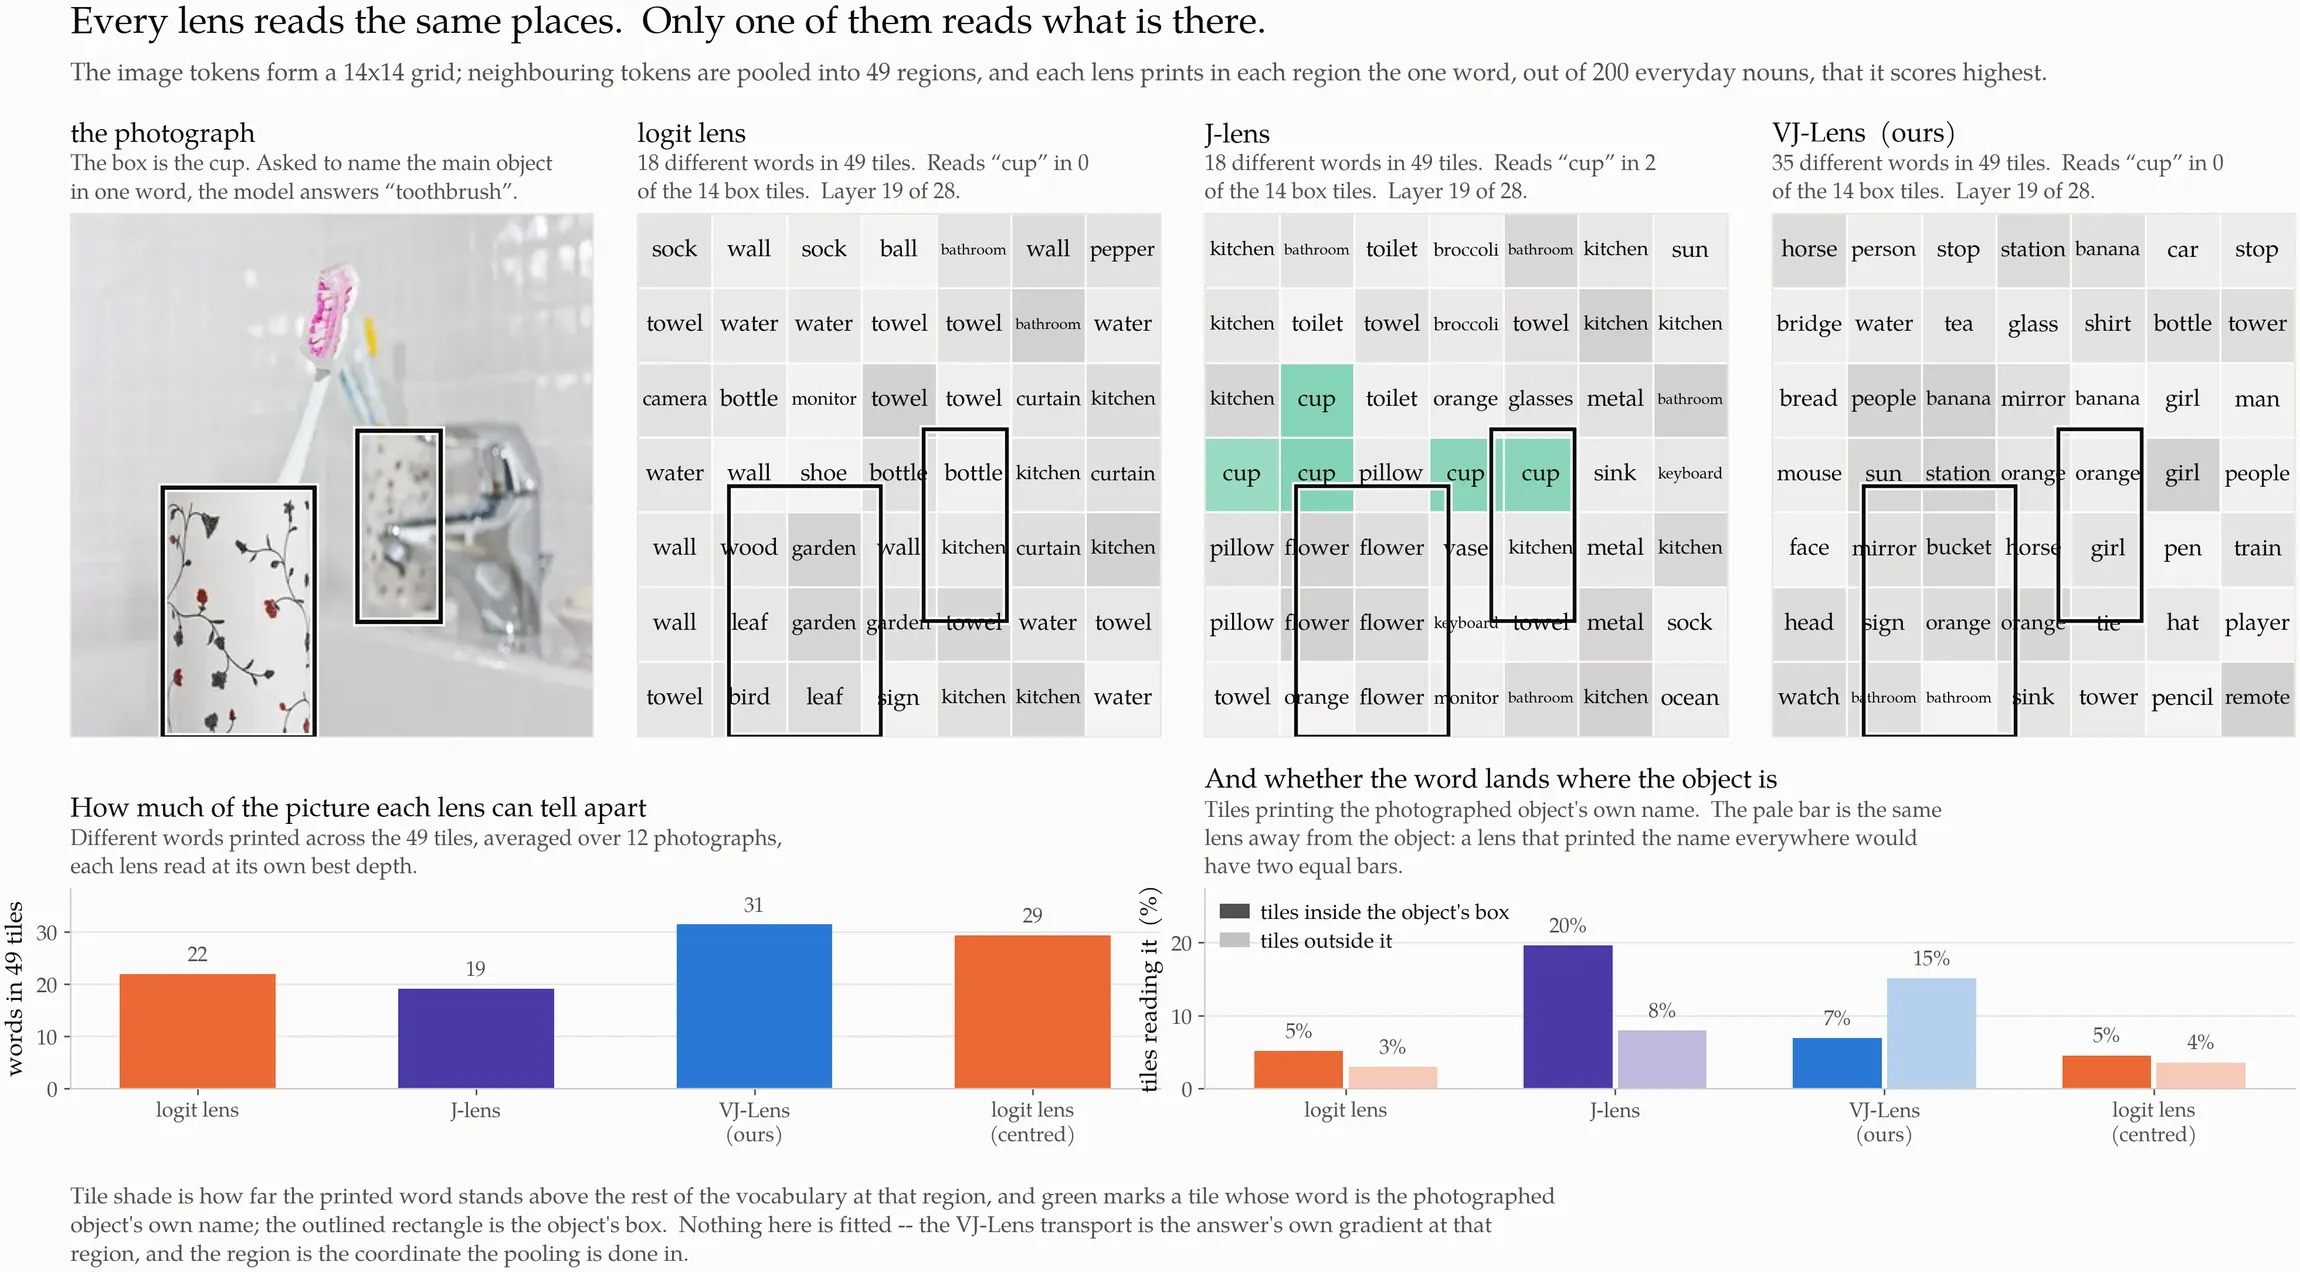 Every lens reads the same places.  Only one of them reads what is there.
The image tokens form a 14x14 grid; neighbouring tokens are pooled into 49 regions, and each lens prints in each region the one word, out of 200 everyday nouns, that it scores highest.
the photograph
The box is the cup. Asked to name the main object
in one word, the model answers “toothbrush”.
logit lens
18 different words in 49 tiles.  Reads “cup” in 0
of the 14 box tiles.  Layer 19 of 28.
sock wall sock ball bathroom wall pepper
towel water water towel towel bathroom water
camera bottle monitor towel towel curtain kitchen
water wall shoe bottle bottle kitchen curtain
wall wood garden wall kitchen curtain kitchen
wall leaf garden garden towel water towel
towel bird leaf sign kitchen kitchen water
J-lens
18 different words in 49 tiles.  Reads “cup” in 2
of the 14 box tiles.  Layer 19 of 28.
kitchen bathroom toilet broccoli bathroom kitchen sun
kitchen toilet towel broccoli towel kitchen kitchen
kitchen cup toilet orange glasses metal bathroom
cup cup pillow cup cup sink keyboard
pillow flower flower vase kitchen metal kitchen
pillow flower flower keyboard towel metal sock
towel orange flower monitor bathroom kitchen ocean
VJ-Lens  (ours)
35 different words in 49 tiles.  Reads “cup” in 0
of the 14 box tiles.  Layer 19 of 28.
horse person stop station banana car stop
bridge water tea glass shirt bottle tower
bread people banana mirror banana girl man
mouse sun station orange orange girl people
face mirror bucket horse girl pen train
head sign orange orange tie hat player
watch bathroom bathroom sink tower pencil remote
How much of the picture each lens can tell apart
Different words printed across the 49 tiles, averaged over 12 photographs,
each lens read at its own best depth.
words in 49 tiles
30
20
10
0
22
19
31
29
logit lens
J-lens
VJ-Lens
(ours)
logit lens
(centred)
And whether the word lands where the object is
Tiles printing the photographed object's own name.  The pale bar is the same
lens away from the object: a lens that printed the name everywhere would
have two equal bars.
tiles reading it (%)
20
10
0
tiles inside the object's box
tiles outside it
5%
3%
20%
8%
7%
15%
5%
4%
logit lens
J-lens
VJ-Lens
(ours)
logit lens
(centred)
Tile shade is how far the printed word stands above the rest of the vocabulary at that region, and green marks a tile whose word is the photographed
object's own name; the outlined rectangle is the object's box.  Nothing here is fitted -- the VJ-Lens transport is the answer's own gradient at that
region, and the region is the coordinate the pooling is done in.